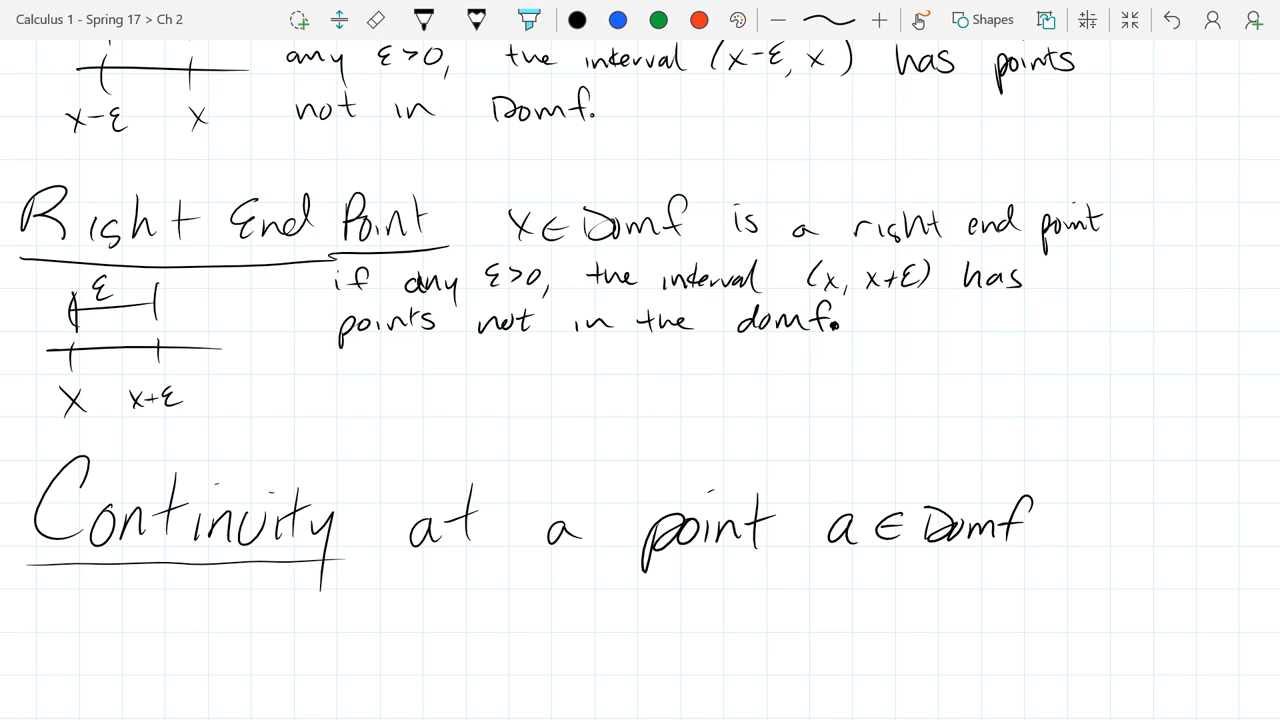 Calculus 1 - Spring 17 > Ch 2
Shapes
any ε>0, the interval (x-ε, x) has points
x-ε x
not in Domf.
Right End Point x∈Domf is a right end point
if any ε>0, the interval (x, x+ε) has
ε
points not in the domf.
x x+ε
Continuity at a point a∈Domf